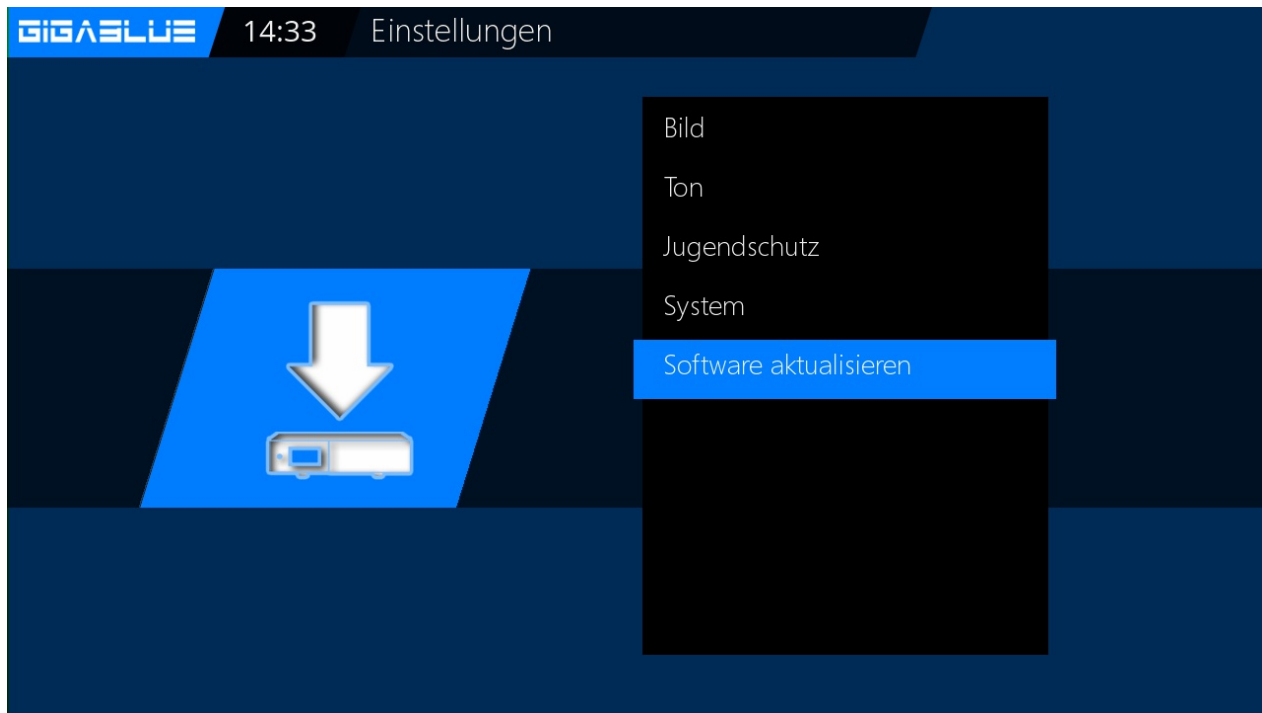 GIGABLUE 14:33 Einstellungen
Bild
Ton
Jugendschutz
System
Software aktualisieren